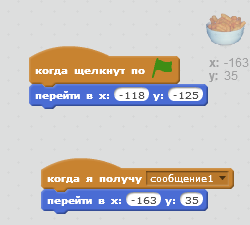 x: -163
y: 35
когда щелкнут по
перейти в x: -118 y: -125
когда я получу сообщение1
перейти в x: -163 y: 35